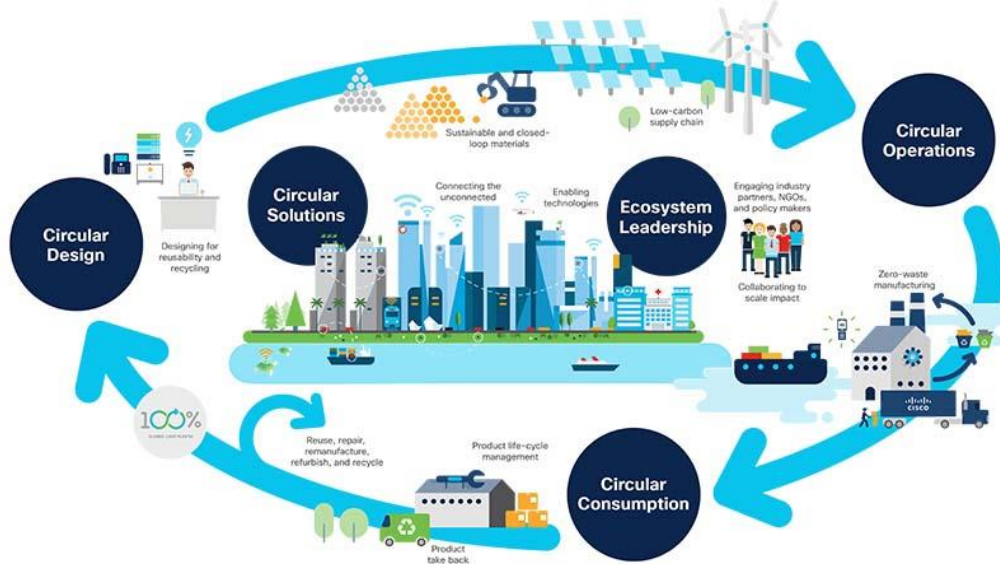 Sustainable and closed-
loop materials
Low-carbon
supply chain
Circular
Operations
Circular
Design
Designing for
reusability and
recycling
Circular
Solutions
Connecting the
unconnected
Enabling
technologies
Ecosystem
Leadership
Engaging industry
partners, NGOs,
and policy makers
Collaborating to
scale impact
Zero-waste
manufacturing
CISCO
100%
CLOSED LOOP PLASTIC
Reuse, repair,
remanufacture,
refurbish, and recycle
Product life-cycle
management
Circular
Consumption
Product
take back